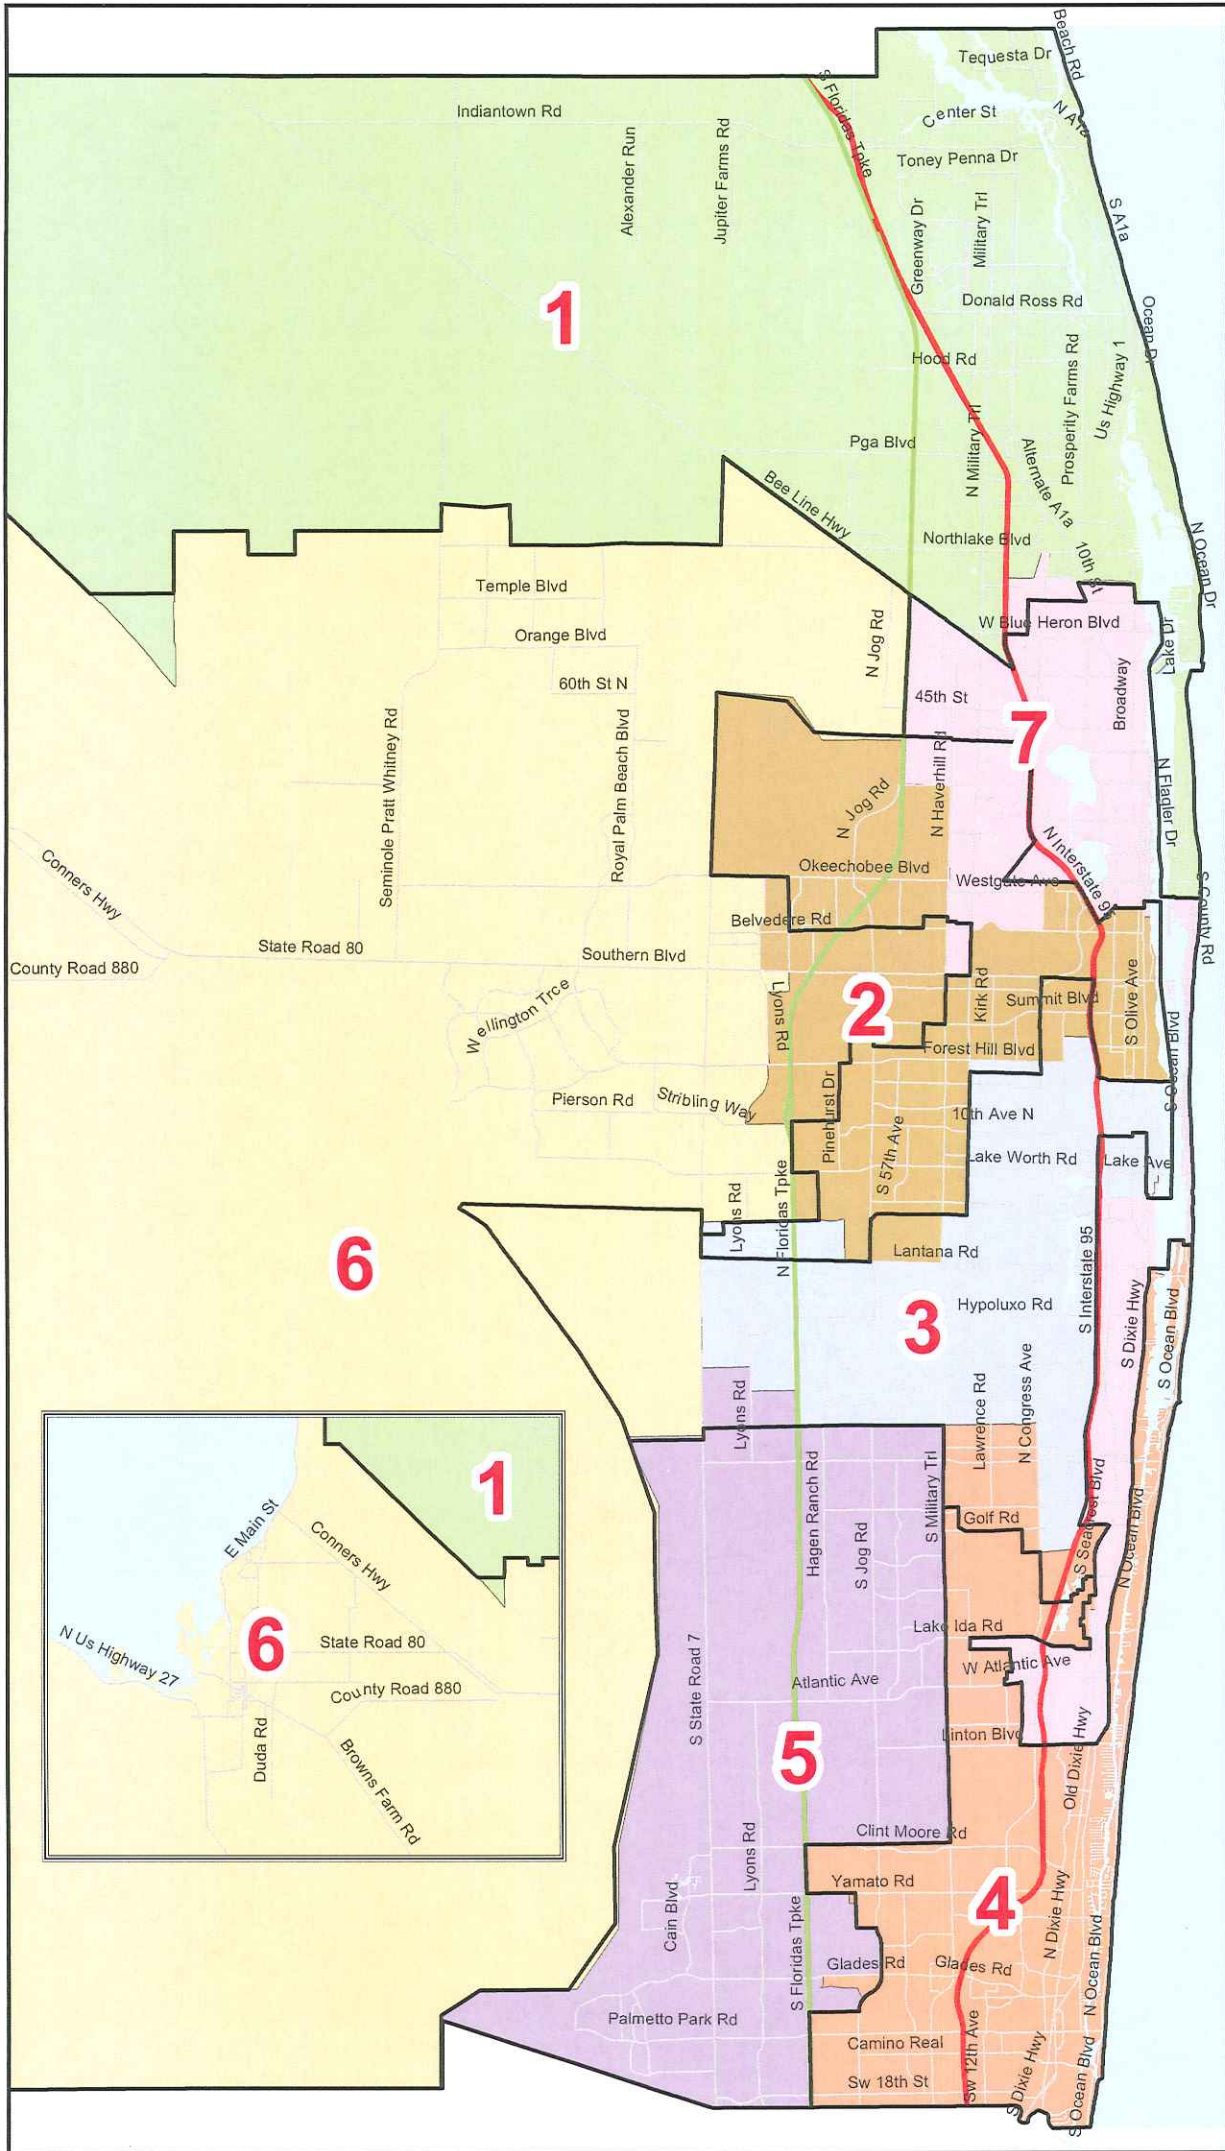 Beach Rd
Tequesta Dr
S Floridas Tpke
Center St
N A1a
Indiantown Rd
Alexander Run
Jupiter Farms Rd
Toney Penna Dr
Greenway Dr
Military Trl
S A1a
1
Donald Ross Rd
Ocean Dr
Hood Rd
Prosperity Farms Rd
Us Highway 1
Pga Blvd
N Military Trl
Alternate A1a
Bee Line Hwy
Northlake Blvd
10th St
N Ocean Dr
Temple Blvd
Orange Blvd
N Jog Rd
W Blue Heron Blvd
Lake Dr
60th St N
45th St
Broadway
7
Seminole Pratt Whitney Rd
Royal Palm Beach Blvd
N Jog Rd
N Haverhill Rd
N Flagler Dr
N Interstate 95
Okeechobee Blvd
Westgate Ave
S County Rd
Conners Hwy
Belvedere Rd
State Road 80
Southern Blvd
County Road 880
Wellington Trce
Lyons Rd
2
Kirk Rd
Summit Blvd
S Olive Ave
Forest Hill Blvd
S Ocean Blvd
Pierson Rd
Stribling Way
Pinehurst Dr
10th Ave N
S 57th Ave
Lake Worth Rd
Lake Ave
Lyons Rd
N Floridas Tpke
6
Lantana Rd
S Interstate 95
Hypoluxo Rd
3
S Dixie Hwy
S Ocean Blvd
Lyons Rd
Lawrence Rd
N Congress Ave
Hagen Ranch Rd
S Military Trl
S Jog Rd
Golf Rd
S Seacrest Blvd
N Ocean Blvd
1
E Main St
Conners Hwy
6
N Us Highway 27
State Road 80
County Road 880
Duda Rd
Browns Farm Rd
Lake Ida Rd
S State Road 7
Atlantic Ave
W Atlantic Ave
5
Linton Blvd
Old Dixie Hwy
Clint Moore Rd
Lyons Rd
Yamato Rd
4
Cain Blvd
N Dixie Hwy
N Ocean Blvd
S Floridas Tpke
Glades Rd
Glades Rd
Palmetto Park Rd
Camino Real
Sw 12th Ave
Sw 18th St
S Dixie Hwy
S Ocean Blvd